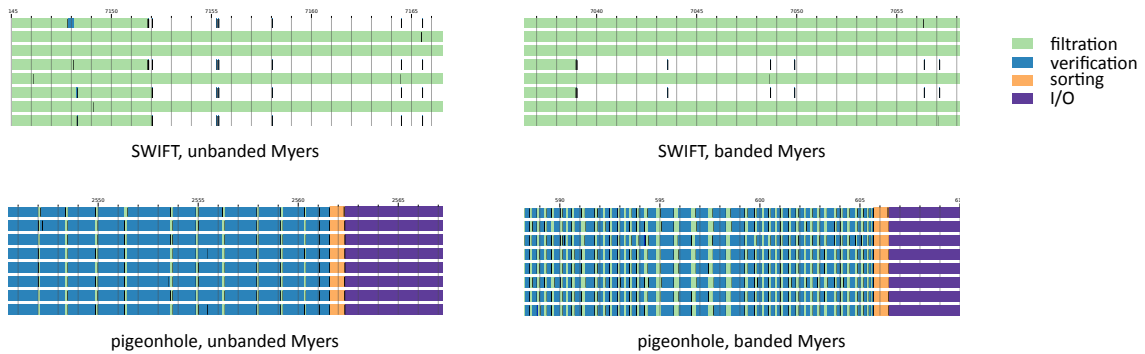 145 7150 7155 7160 7165
7040 7045 7050 7055
filtration
verification
sorting
I/O
SWIFT, unbanded Myers
SWIFT, banded Myers
2550 2555 2560 2565
590 595 600 605
pigeonhole, unbanded Myers
pigeonhole, banded Myers